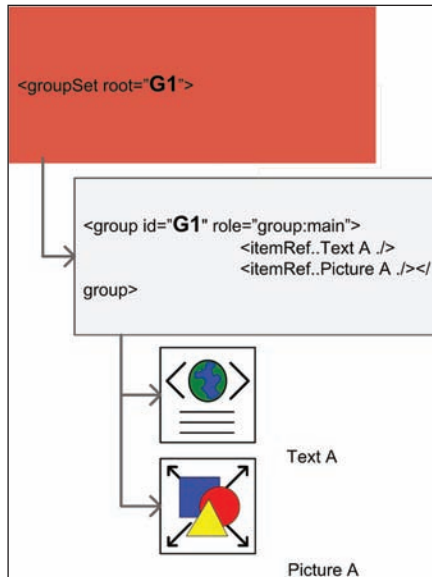 <groupSet root="G1">
<group id="G1" role="group:main">
<itemRef..Text A ./>
<itemRef..Picture A ./></
group>
Text A
Picture A